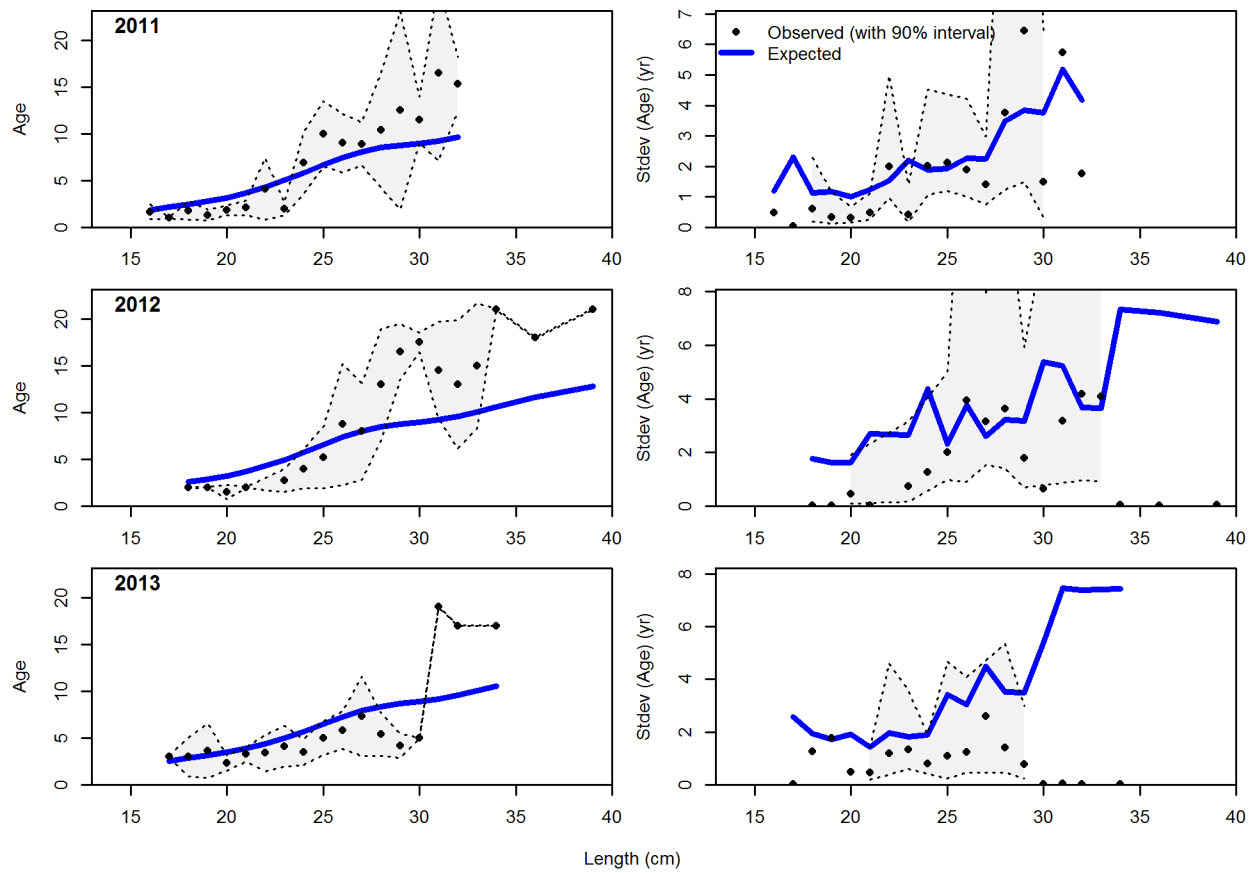 2011
Age
0 5 10 15 20
15 20 25 30 35 40
Observed (with 90% interval)
Expected
Stdev (Age) (yr)
0 1 2 3 4 5 6 7
15 20 25 30 35 40
2012
Age
0 5 10 15 20
15 20 25 30 35 40
Stdev (Age) (yr)
0 2 4 6 8
15 20 25 30 35 40
2013
Age
0 5 10 15 20
15 20 25 30 35 40
Stdev (Age) (yr)
0 2 4 6 8
15 20 25 30 35 40
Length (cm)